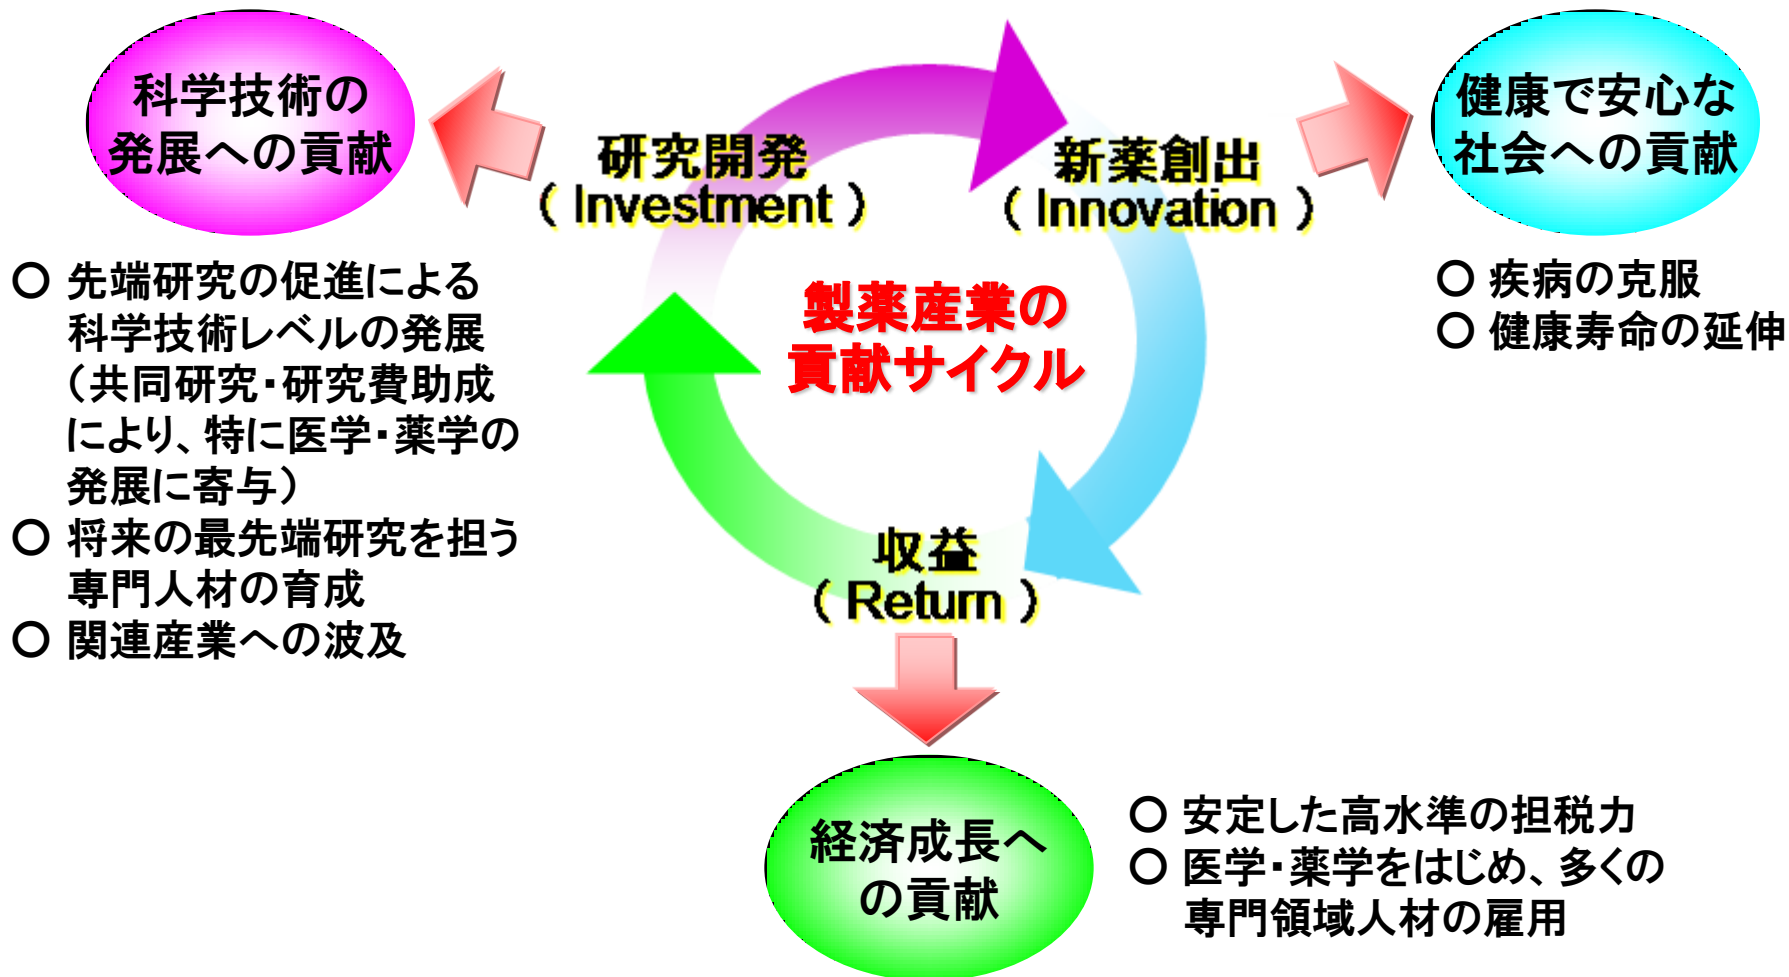 科学技術の
発展への貢献
研究開発
( Investment )
新薬創出
( Innovation )
健康で安心な
社会への貢献
製薬産業の
貢献サイクル
○ 先端研究の促進による
科学技術レベルの発展
（共同研究・研究費助成
により、特に医学・薬学の
発展に寄与）
○ 将来の最先端研究を担う
専門人材の育成
○ 関連産業への波及
○ 疾病の克服
○ 健康寿命の延伸
収益
( Return )
経済成長へ
の貢献
○ 安定した高水準の担税力
○ 医学・薬学をはじめ、多くの
専門領域人材の雇用